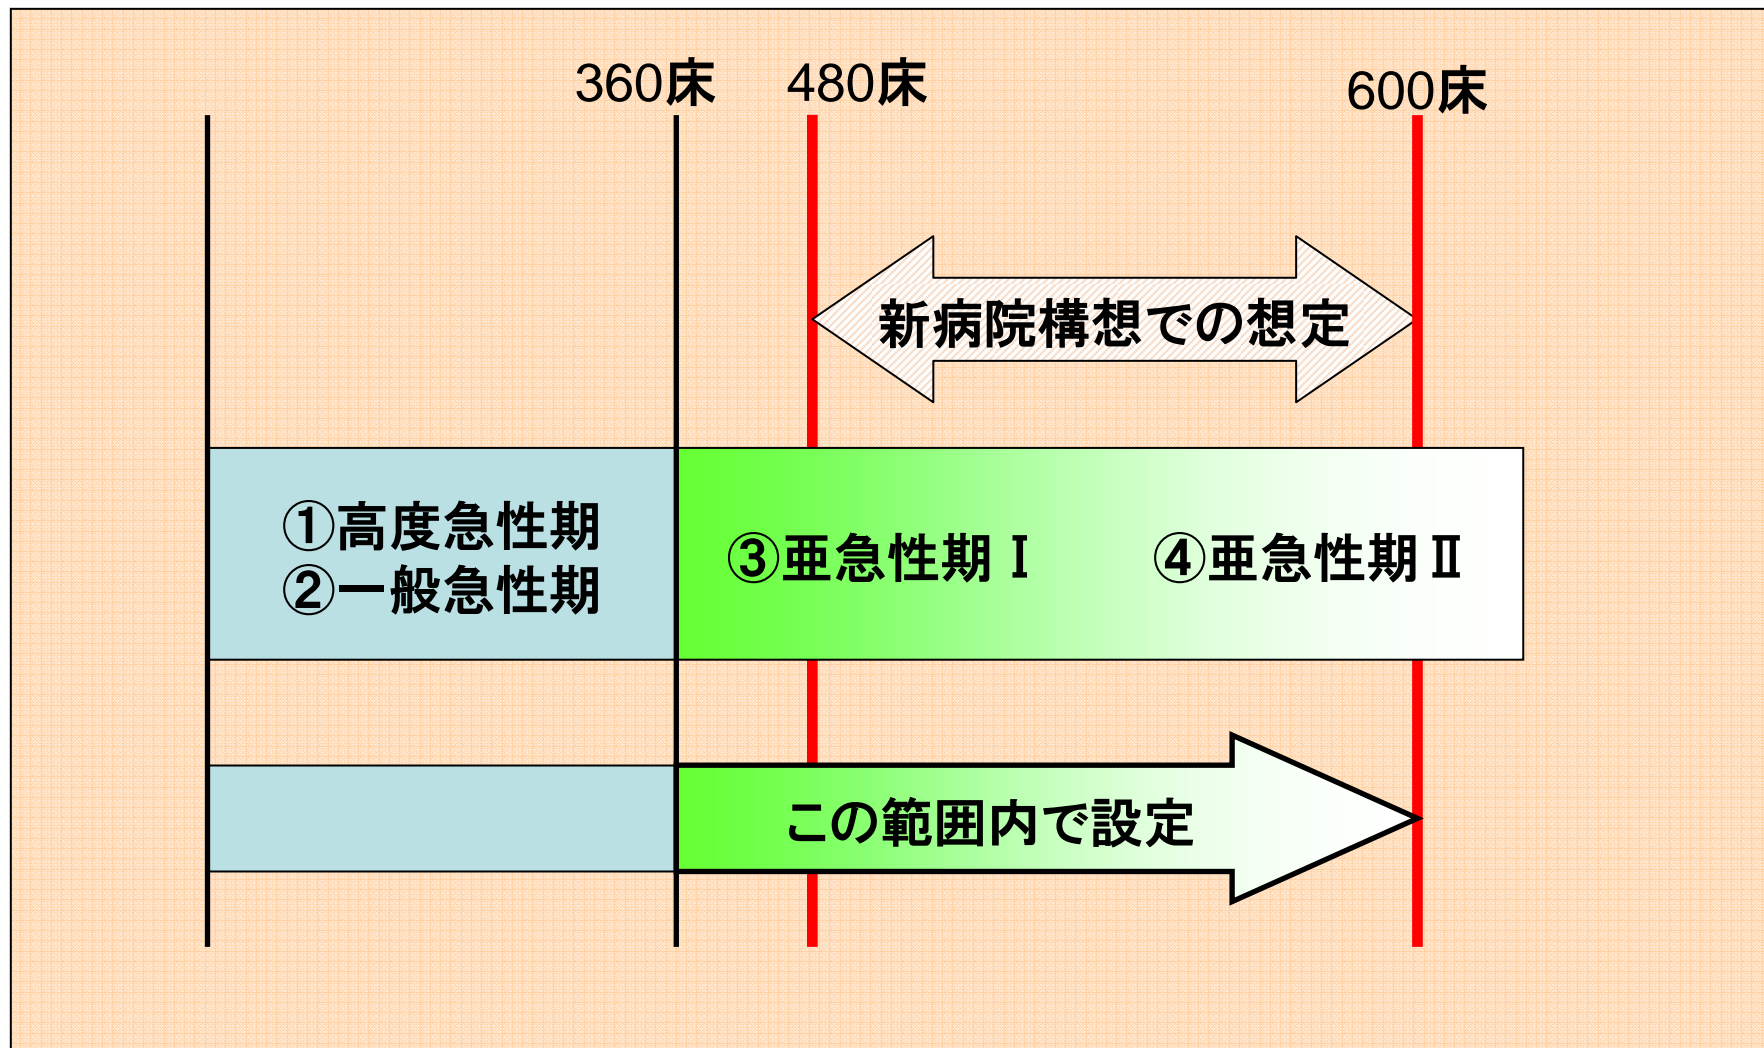 360床
480床
600床
新病院構想での想定
①高度急性期
②一般急性期
③亜急性期Ⅰ
④亜急性期Ⅱ
この範囲内で設定